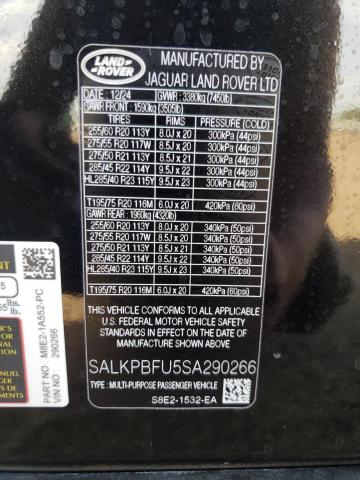 LAND
ROVER
MANUFACTURED BY
JAGUAR LAND ROVER LTD
DATE : 12/24 GVWR : 3380kg (7450lb)
GAWR FRONT : 1590kg (3505lb)
TIRES RIMS PRESSURE (COLD)
255/60 R20 113Y 8.0J x 20 300kPa (44psi)
275/55 R20 117W 8.5J x 20 300kPa (44psi)
275/50 R21 113Y 8.5J x 21 300kPa (44psi)
285/45 R22 114Y 9.5J x 22 300kPa (44psi)
HL285/40 R23 115Y 9.5J x 23 300kPa (44psi)
T195/75 R20 116M 6.0J x 20 420kPa (60psi)
GAWR REAR : 1960kg (4320lb)
255/60 R20 113Y 8.0J x 20 340kPa (50psi)
275/55 R20 117W 8.5J x 20 340kPa (50psi)
275/50 R21 113Y 8.5J x 21 340kPa (50psi)
285/45 R22 114Y 9.5J x 22 340kPa (50psi)
HL285/40 R23 115Y 9.5J x 23 340kPa (50psi)
T195/75 R20 116M 6.0J x 20 420kPa (60psi)
THIS VEHICLE CONFORMS TO ALL APPLICABLE
FEDERAL MOTOR VEHICLE SAFETY
STANDARDS IN EFFECT ON THE DATE
OF MANUFACTURE SHOWN ABOVE.
SALKPBFU5SA290266
TYPE: MULTI-PURPOSE PASSENGER VEHICLE
S8E2-1532-EA
PART NO: M8E2-1A552-PC
VIN NO: 290266
lbs.